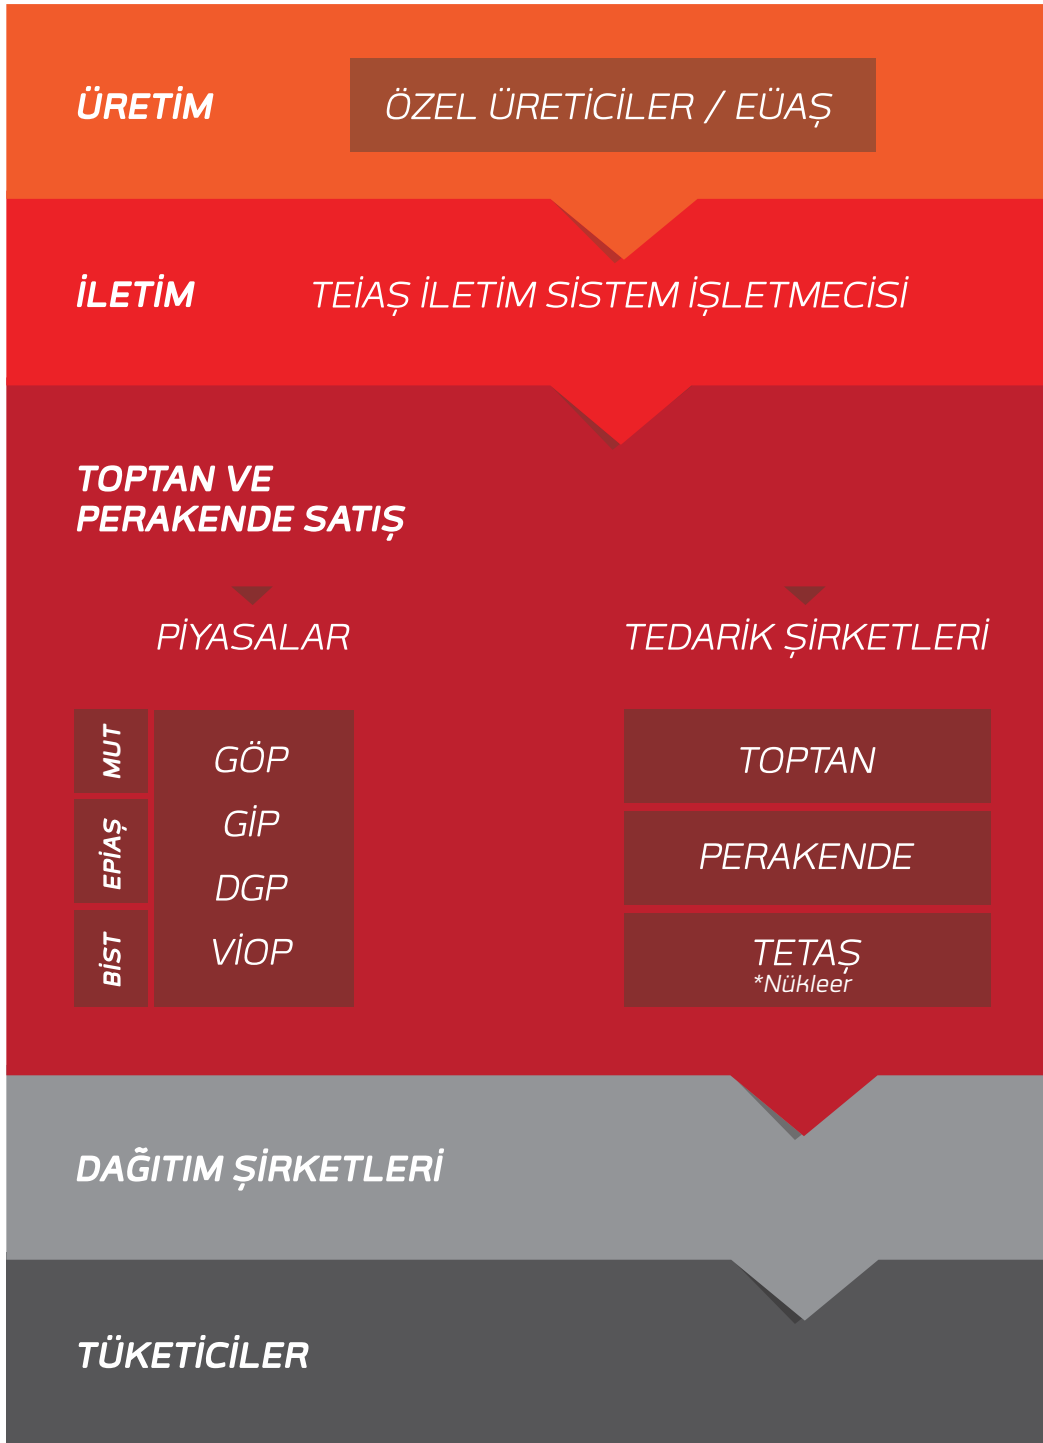 ÜRETİM
ÖZEL ÜRETİCİLER / EÜAŞ
İLETİM
TEİAŞ İLETİM SİSTEM İŞLETMECİSİ
TOPTAN VE
PERAKENDE SATIŞ
PİYASALAR
MUT
EPİAŞ
BİST
GÖP
GİP
DGP
VİOP
TEDARİK ŞİRKETLERİ
TOPTAN
PERAKENDE
TETAŞ
*Nükleer
DAĞITIM ŞİRKETLERİ
TÜKETİCİLER